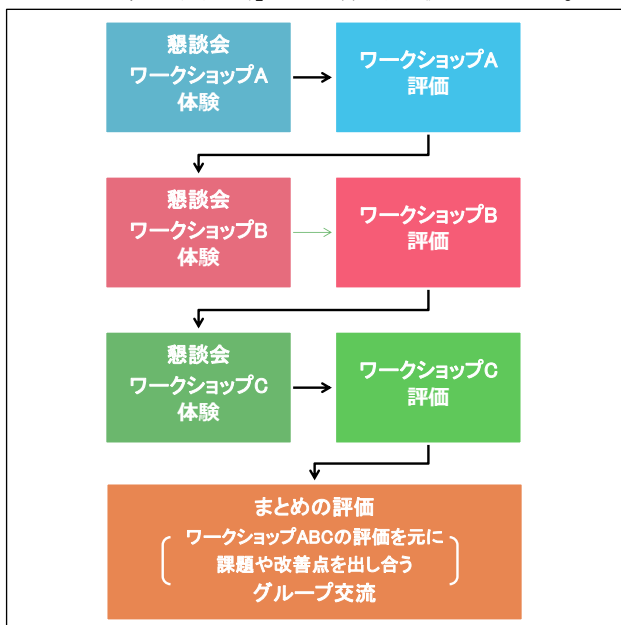 懇談会
ワークショップA
体験
ワークショップA
評価
懇談会
ワークショップB
体験
ワークショップB
評価
懇談会
ワークショップC
体験
ワークショップC
評価
まとめの評価
ワークショップABCの評価を元に
課題や改善点を出し合う
グループ交流